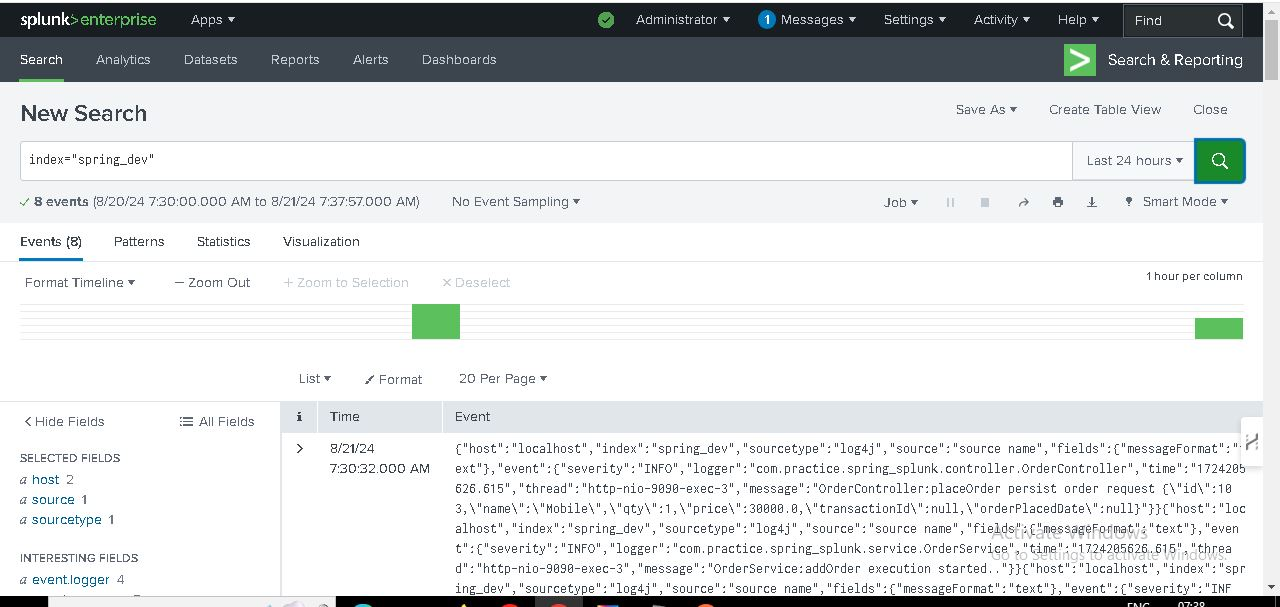 splunk>enterprise Apps ▾ Administrator ▾ 1 Messages ▾ Settings ▾ Activity ▾ Help ▾ Find
Search Analytics Datasets Reports Alerts Dashboards Search & Reporting
New Search Save As ▾ Create Table View Close
index="spring_dev" Last 24 hours ▾
✓ 8 events (8/20/24 7:30:00.000 AM to 8/21/24 7:37:57.000 AM) No Event Sampling ▾ Job ▾ Smart Mode ▾
Events (8) Patterns Statistics Visualization
Format Timeline ▾ — Zoom Out + Zoom to Selection × Deselect 1 hour per column
List ▾ Format 20 Per Page ▾
< Hide Fields All Fields i Time Event
SELECTED FIELDS
a host 2
a source 1
a sourcetype 1
INTERESTING FIELDS
a event.logger 4
> 8/21/24
7:30:32.000 AM
{"host":"localhost","index":"spring_dev","sourcetype":"log4j","source":"source name","fields":{"messageFormat":"
ext"},"event":{"severity":"INFO","logger":"com.practice.spring_splunk.controller.OrderController","time":"1724205
626.615","thread":"http-nio-9090-exec-3","message":"OrderController:placeOrder persist order request {\"id\":10
3,\"name\":\"Mobile\",\"qty\":1,\"price\":30000.0,\"transactionId\":null,\"orderPlacedDate\":null}"}}{"host":"loc
alhost","index":"spring_dev","sourcetype":"log4j","source":"source name","fields":{"messageFormat":"text"},"even
t":{"severity":"INFO","logger":"com.practice.spring_splunk.service.OrderService","time":"1724205626.615","threa
d":"http-nio-9090-exec-3","message":"OrderService:addOrder execution started.."}}{"host":"localhost","index":"sp
ring_dev","sourcetype":"log4j","source":"source name","fields":{"messageFormat":"text"},"event":{"severity":"INF
Activate Windows
Go to Settings to activate Windows.
ENG 07:38